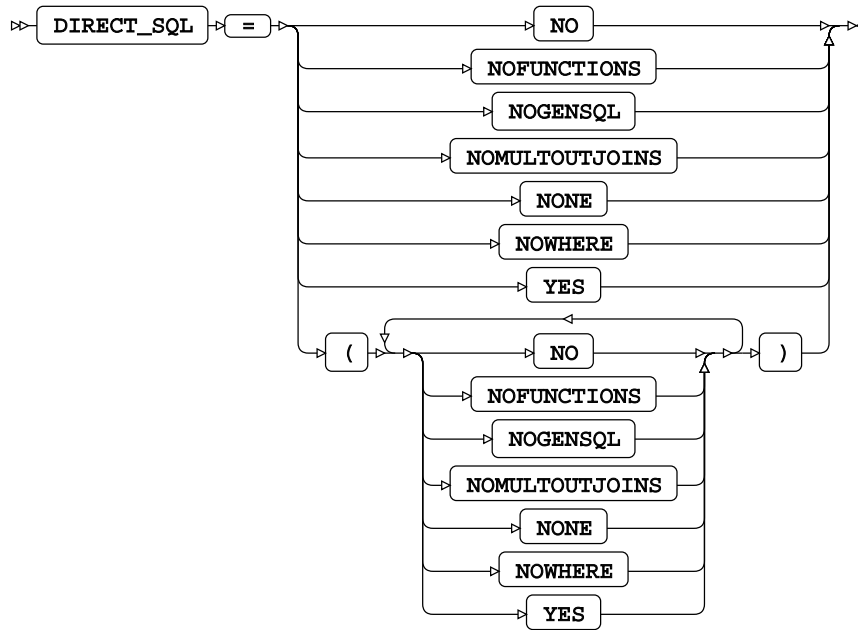 DIRECT_SQL = NO
NOFUNCTIONS
NOGENSQL
NOMULTOUTJOINS
NONE
NOWHERE
YES
( NO )
NOFUNCTIONS
NOGENSQL
NOMULTOUTJOINS
NONE
NOWHERE
YES